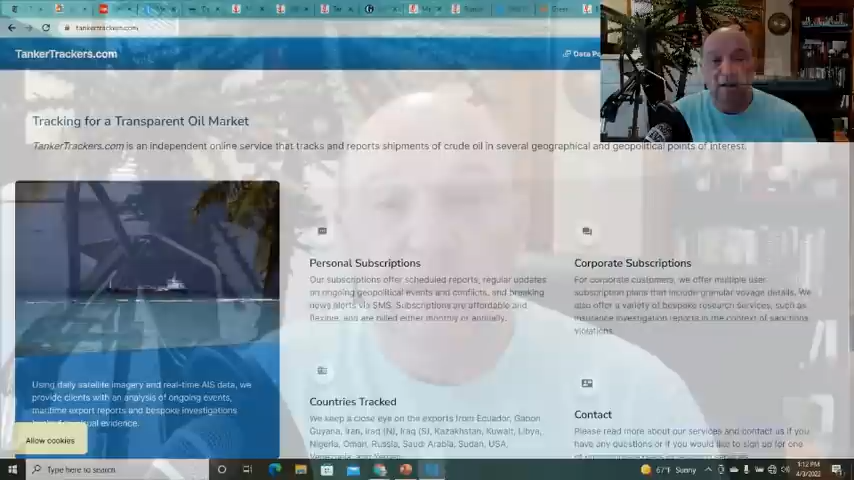 tankertrackers.com
TankerTrackers.com
Data
Tracking for a Transparent Oil Market
TankerTrackers.com is an independent online service that tracks and reports shipments of crude oil in several geographical and geopolitical points of interest.
Personal Subscriptions
Our subscriptions offer scheduled reports, regular updates
on ongoing geopolitical events and conflicts, and breaking
news alerts via SMS. Subscriptions are affordable and
flexible, and are billed either monthly or annually.
Corporate Subscriptions
For corporate customers, we offer multiple user
subscription plans that include granular voyage details. We
also offer a variety of bespoke research services, such as
insurance investigation reports in the context of sanctions
violations.
Using daily satellite imagery and real-time AIS data, we
provide clients with an analysis of ongoing events,
maritime export reports and bespoke investigations
visual evidence.
Allow cookies
Countries Tracked
We keep a close eye on the exports from Ecuador, Gabon
Guyana, Iran, Iraq (N), Iraq (S), Kazakhstan, Kuwait, Libya,
Nigeria, Oman, Russia, Saudi Arabia, Sudan, USA,
Venezuela, and Yemen.
Contact
Please read more about our services and contact us if you
have any questions or if you would like to sign up for one
Type here to search
67°F Sunny
1:12 PM